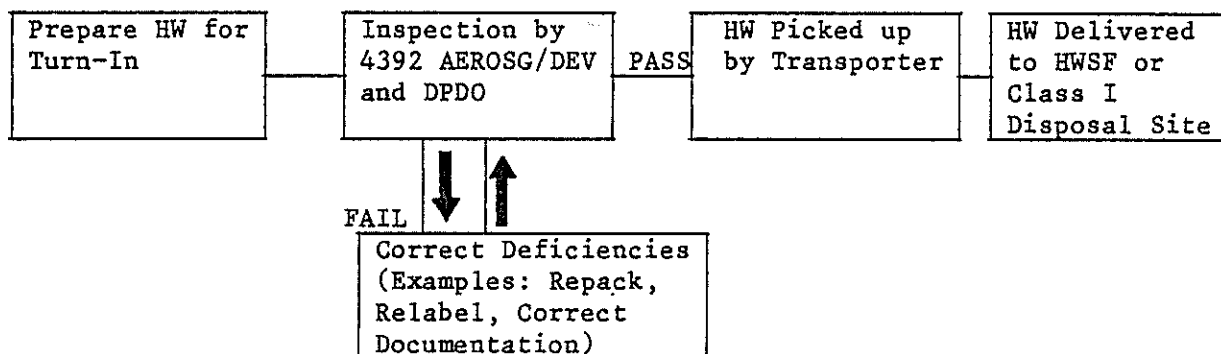 Prepare HW for
Turn-In
Inspection by
4392 AEROSG/DEV
and DPDO
PASS
HW Picked up
by Transporter
HW Delivered
to HWSF or
Class I
Disposal Site
FAIL
Correct Deficiencies
(Examples: Repack,
Relabel, Correct
Documentation)